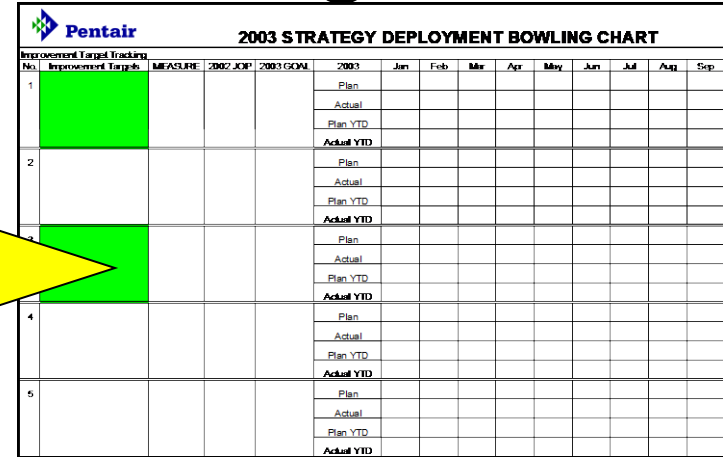 Pentair
2003 STRATEGY DEPLOYMENT BOWLING CHART
Improvement Target Tracking
No. Improvement Targets MEASURE 2002 JOP 2003 GOAL 2003 Jan Feb Mar Apr May Jun Jul Aug Sep
1 Plan
Actual
Plan YTD
Actual YTD
2 Plan
Actual
Plan YTD
Actual YTD
3 Plan
Actual
Plan YTD
Actual YTD
4 Plan
Actual
Plan YTD
Actual YTD
5 Plan
Actual
Plan YTD
Actual YTD